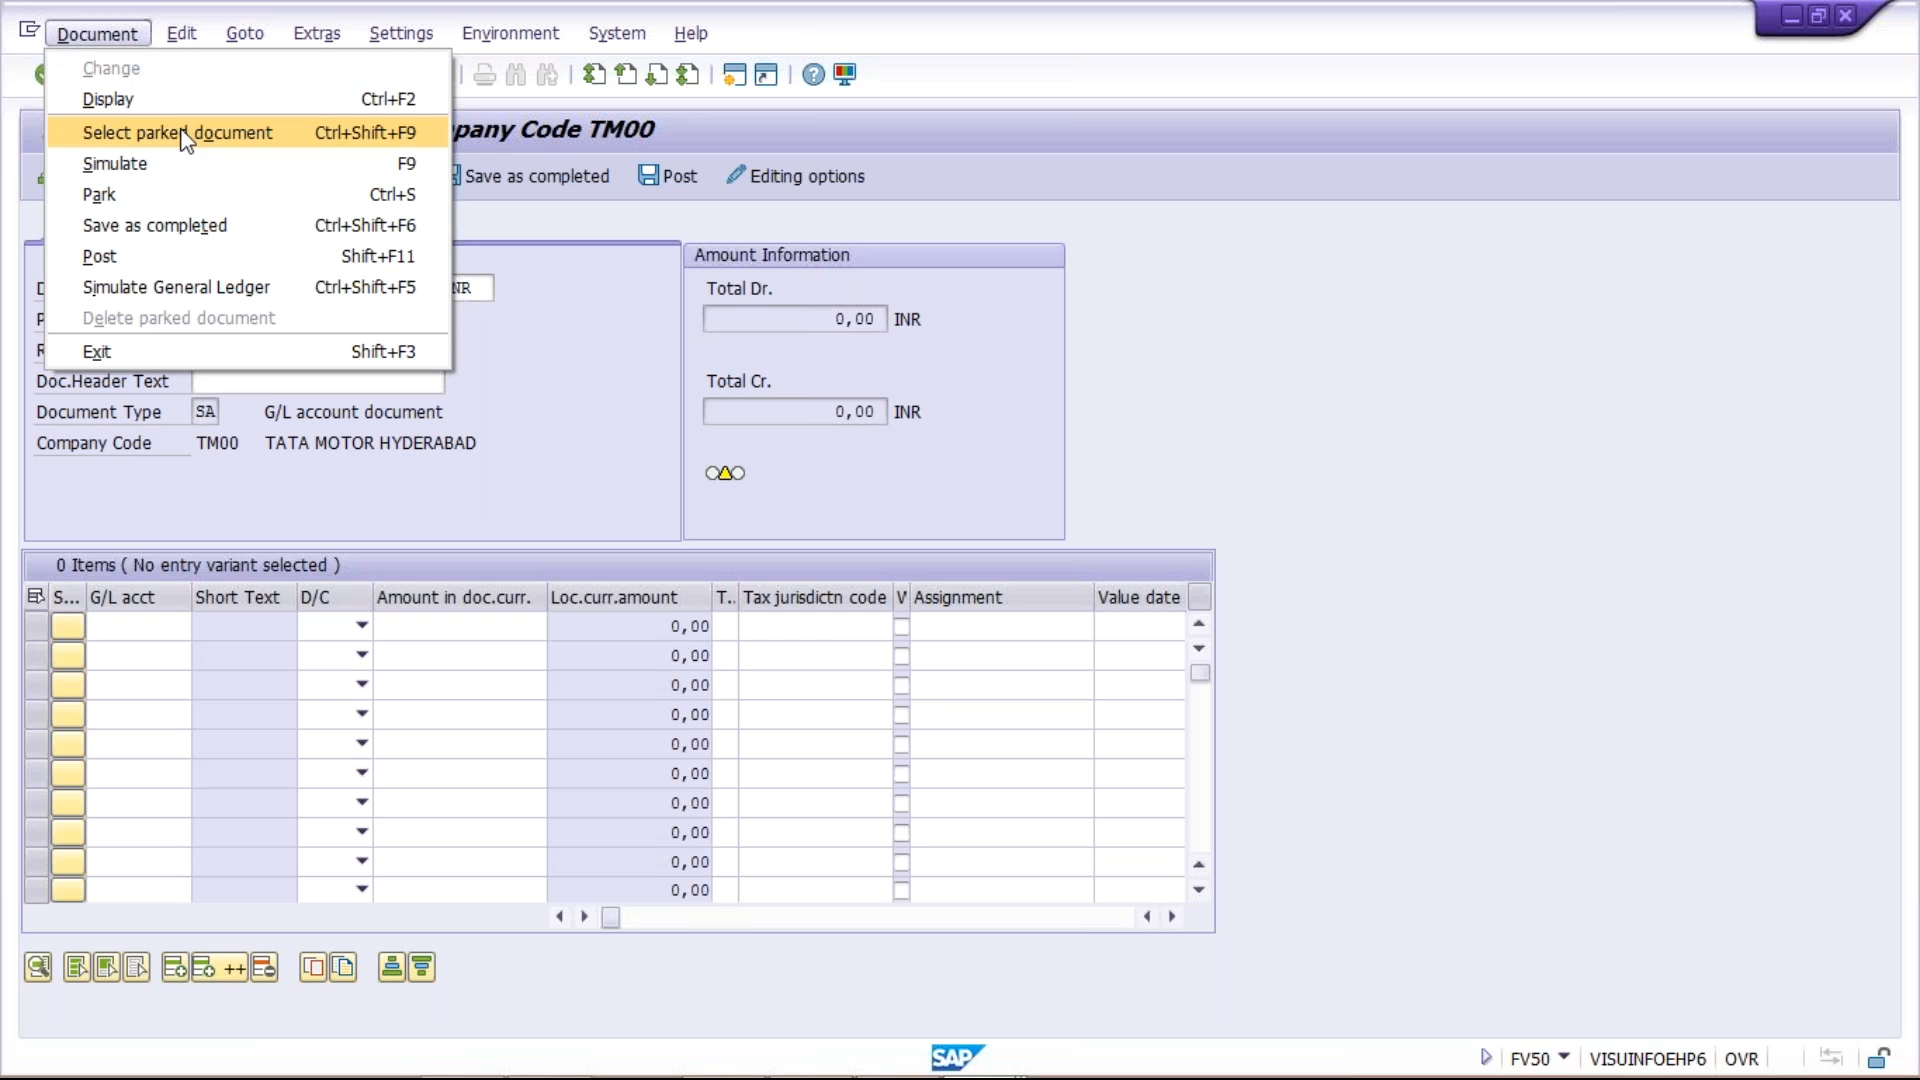 Document Edit Goto Extras Settings Environment System Help
Change
Display Ctrl+F2
Select parked document Ctrl+Shift+F9
Simulate F9
Park Ctrl+S
Save as completed Ctrl+Shift+F6
Post Shift+F11
Simulate General Ledger Ctrl+Shift+F5
Delete parked document
Exit Shift+F3
pany Code TM00
Save as completed Post Editing options
Amount Information
D
NR
P
R
Total Dr.
0,00 INR
Total Cr.
0,00 INR
Doc.Header Text
Document Type SA G/L account document
Company Code TM00 TATA MOTOR HYDERABAD
0 Items ( No entry variant selected )
S... G/L acct Short Text D/C Amount in doc.curr. Loc.curr.amount T.. Tax jurisdictn code V Assignment Value date
0,00
0,00
0,00
0,00
0,00
0,00
0,00
0,00
0,00
0,00
++
SAP FV50 VISUINFOEHP6 OVR